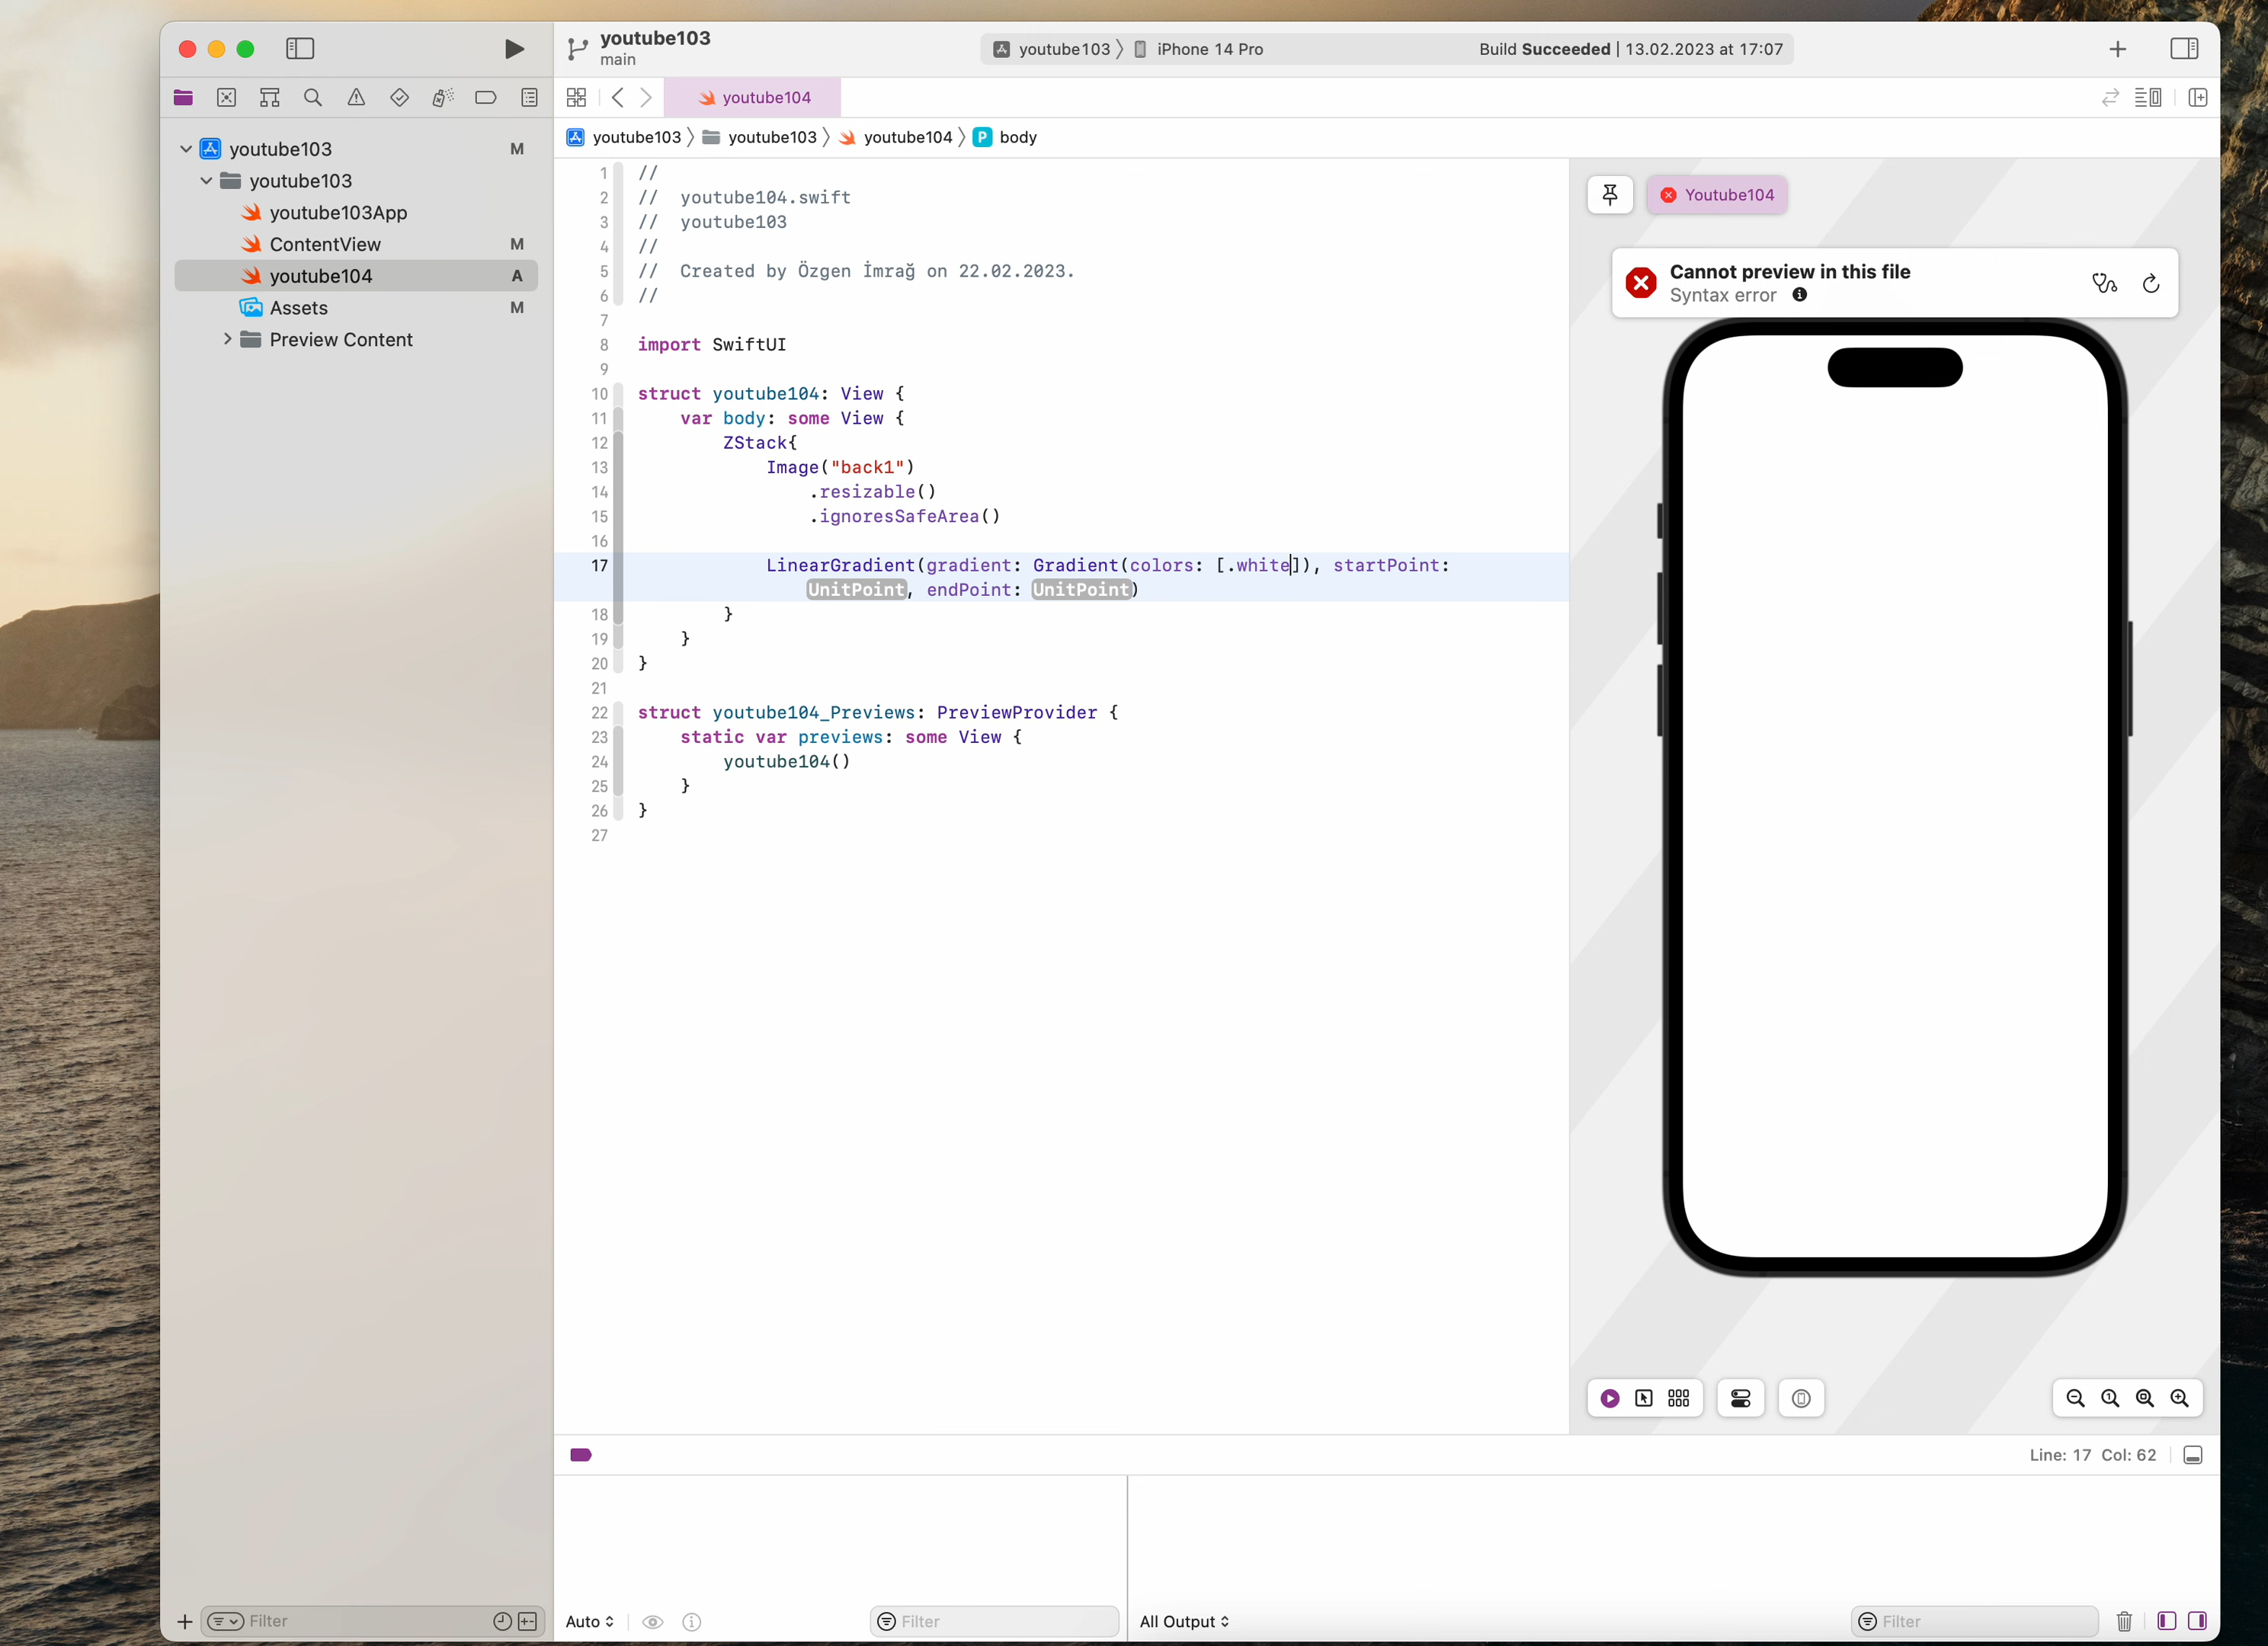 youtube103
main
youtube103 〉 iPhone 14 Pro
Build Succeeded | 13.02.2023 at 17:07
youtube104
youtube103 〉 youtube103 〉 youtube104 〉 P body
youtube103 M
youtube103
youtube103App
ContentView M
youtube104 A
Assets M
Preview Content
1 //
2 //  youtube104.swift
3 //  youtube103
4 //
5 //  Created by Özgen İmrağ on 22.02.2023.
6 //
7
8 import SwiftUI
9
10 struct youtube104: View {
11     var body: some View {
12         ZStack{
13             Image("back1")
14                 .resizable()
15                 .ignoresSafeArea()
16
17             LinearGradient(gradient: Gradient(colors: [.white]), startPoint:
UnitPoint, endPoint: UnitPoint)
18         }
19     }
20 }
21
22 struct youtube104_Previews: PreviewProvider {
23     static var previews: some View {
24         youtube104()
25     }
26 }
27
Youtube104
Cannot preview in this file
Syntax error
Line: 17 Col: 62
Filter
Auto
Filter
All Output
Filter